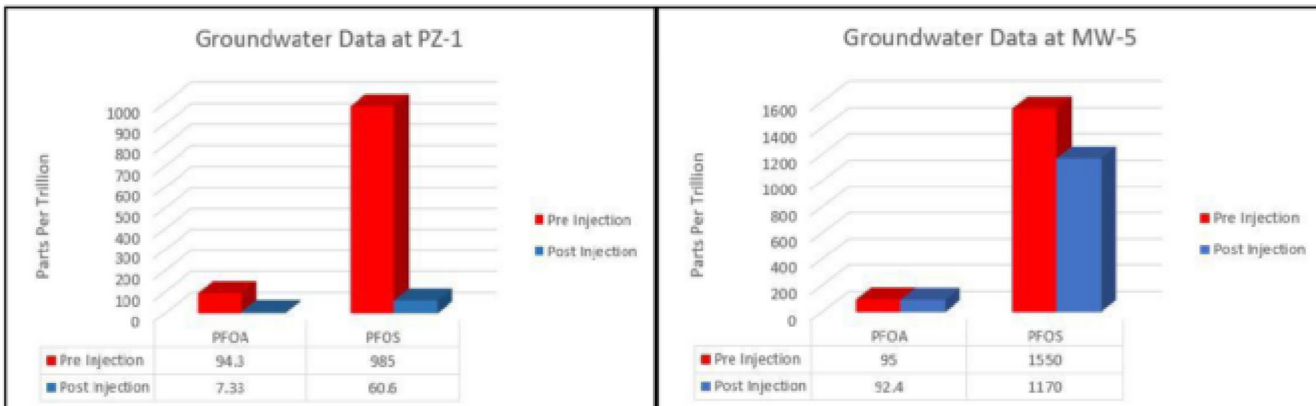 Groundwater Data at PZ-1
Parts Per Trillion
1000
900
800
700
600
500
400
300
200
100
0
PFOA PFOS
Pre Injection 94.3 985
Post Injection 7.33 60.6
Pre Injection
Post Injection
Groundwater Data at MW-5
Parts Per Trillion
1600
1400
1200
1000
800
600
400
200
0
PFOA PFOS
Pre Injection 95 1550
Post Injection 92.4 1170
Pre Injection
Post Injection